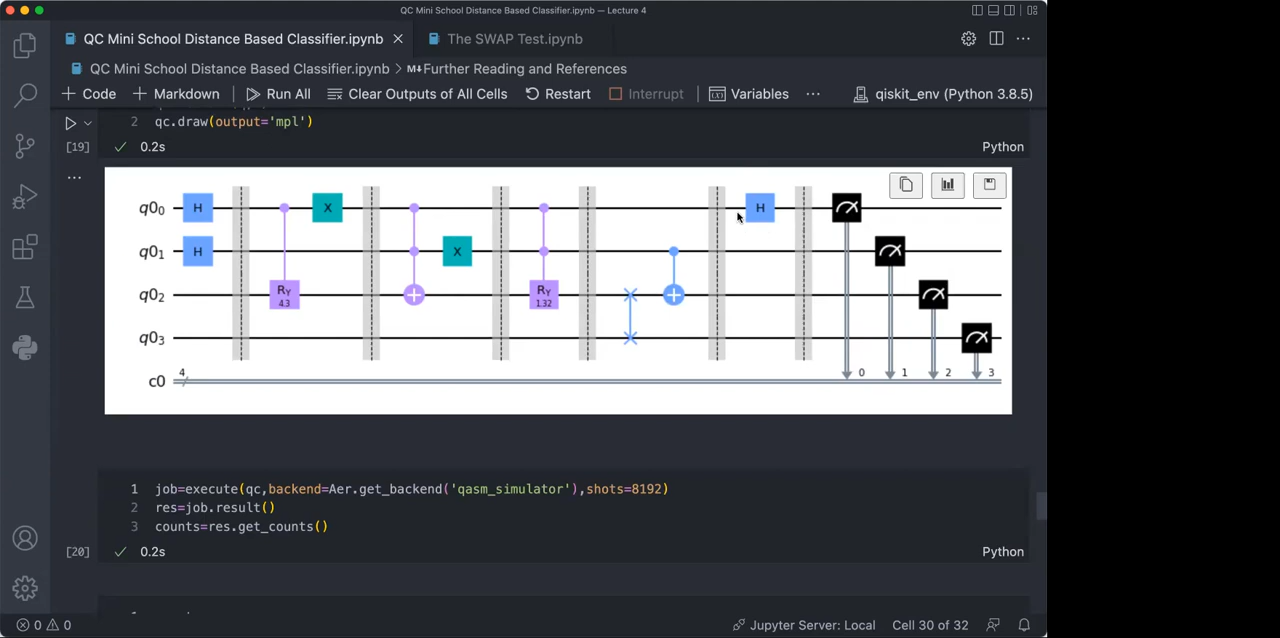 QC Mini School Distance Based Classifier.ipynb — Lecture 4
QC Mini School Distance Based Classifier.ipynb The SWAP Test.ipynb
QC Mini School Distance Based Classifier.ipynb > M↓Further Reading and References
+ Code + Markdown Run All Clear Outputs of All Cells Restart Interrupt Variables ··· qiskit_env (Python 3.8.5)
2 qc.draw(output='mpl')
[19] ✓ 0.2s Python
q0₀ H X H
q0₁ H X
q0₂ RY 4.3 RY 1.32
q0₃
c0 4 0 1 2 3
1 job=execute(qc,backend=Aer.get_backend('qasm_simulator'),shots=8192)
2 res=job.result()
3 counts=res.get_counts()
[20] ✓ 0.2s Python
0 0 Jupyter Server: Local Cell 30 of 32